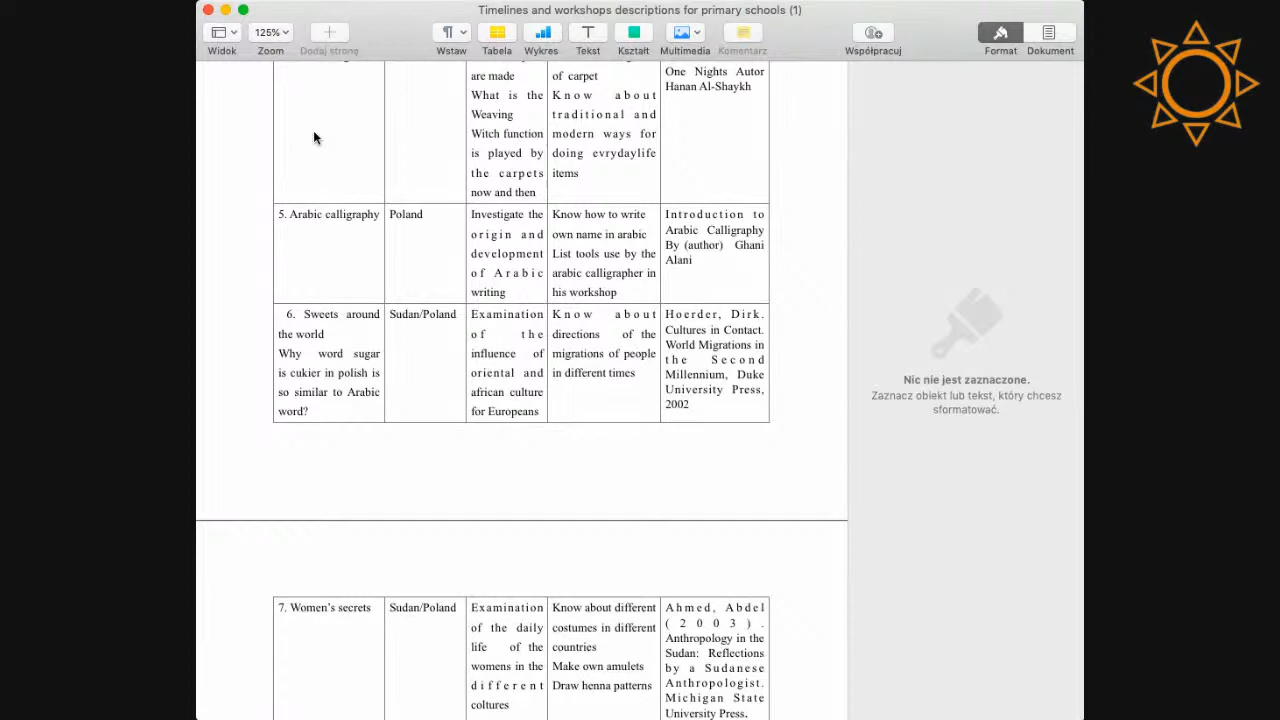 Timelines and workshops descriptions for primary schools (1)
125%
Widok
Zoom
Dodaj stronę
Wstaw
Tabela
Wykres
Tekst
Kształt
Multimedia
Komentarz
Współpracuj
Format
Dokument
are made
What is the
Weaving
Witch function
is played by
the carpets
now and then
of carpet
Know about
traditional and
modern ways for
doing evrydaylife
items
One Nights Autor
Hanan Al-Shaykh
5. Arabic calligraphy
Poland
Investigate the
origin and
development
of Arabic
writing
Know how to write
own name in arabic
List tools use by the
arabic calligrapher in
his workshop
Introduction to
Arabic Calligraphy
By (author) Ghani
Alani
6. Sweets around
the world
Why word sugar
is cukier in polish is
so similar to Arabic
word?
Sudan/Poland
Examination
of the
influence of
oriental and
african culture
for Europeans
Know about
directions of the
migrations of people
in different times
Hoerder, Dirk.
Cultures in Contact.
World Migrations in
the Second
Millennium, Duke
University Press,
2002
7. Women's secrets
Sudan/Poland
Examination
of the daily
life of the
womens in the
different
coltures
Know about different
costumes in different
countries
Make own amulets
Draw henna patterns
Ahmed, Abdel
(2003).
Anthropology in the
Sudan: Reflections
by a Sudanese
Anthropologist.
Michigan State
University Press.
Nic nie jest zaznaczone.
Zaznacz obiekt lub tekst, który chcesz
sformatować.